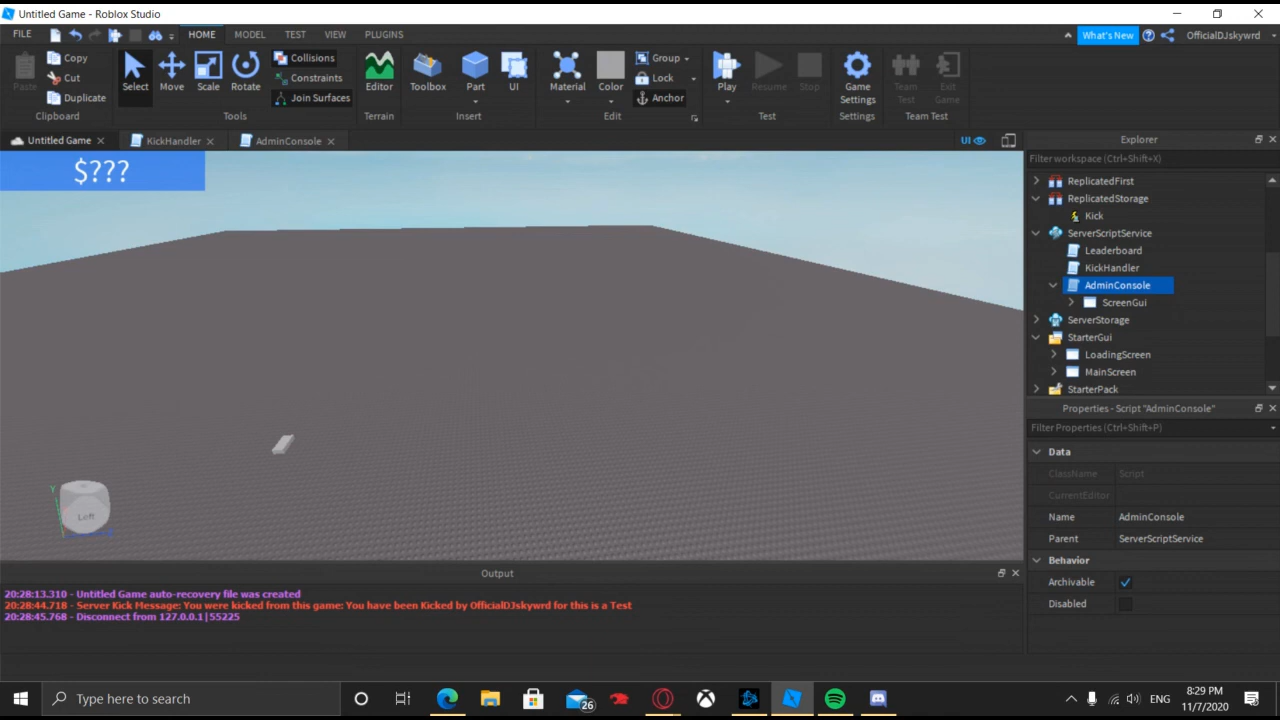 Untitled Game - Roblox Studio
FILE HOME MODEL TEST VIEW PLUGINS What's New OfficialDJskywrd
Paste Copy Cut Duplicate Clipboard
Select Move Scale Rotate Collisions Constraints Join Surfaces Tools
Editor Terrain
Toolbox Part UI Insert
Material Color Group Lock Anchor Edit
Play Resume Stop Test
Game Settings Settings
Team Test Exit Game Team Test
Untitled Game KickHandler AdminConsole UI
$???
Left
Y
Explorer
Filter workspace (Ctrl+Shift+X)
ReplicatedFirst
ReplicatedStorage
Kick
ServerScriptService
Leaderboard
KickHandler
AdminConsole
ScreenGui
ServerStorage
StarterGui
LoadingScreen
MainScreen
StarterPack
Properties - Script "AdminConsole"
Filter Properties (Ctrl+Shift+P)
Data
ClassName Script
CurrentEditor
Name AdminConsole
Parent ServerScriptService
Behavior
Archivable
Disabled
Output
20:28:13.310 - Untitled Game auto-recovery file was created
20:28:44.718 - Server Kick Message: You were kicked from this game: You have been Kicked by OfficialDJskywrd for this is a Test
20:28:45.768 - Disconnect from 127.0.0.1|55225
Type here to search 26 ENG 8:29 PM
11/7/2020